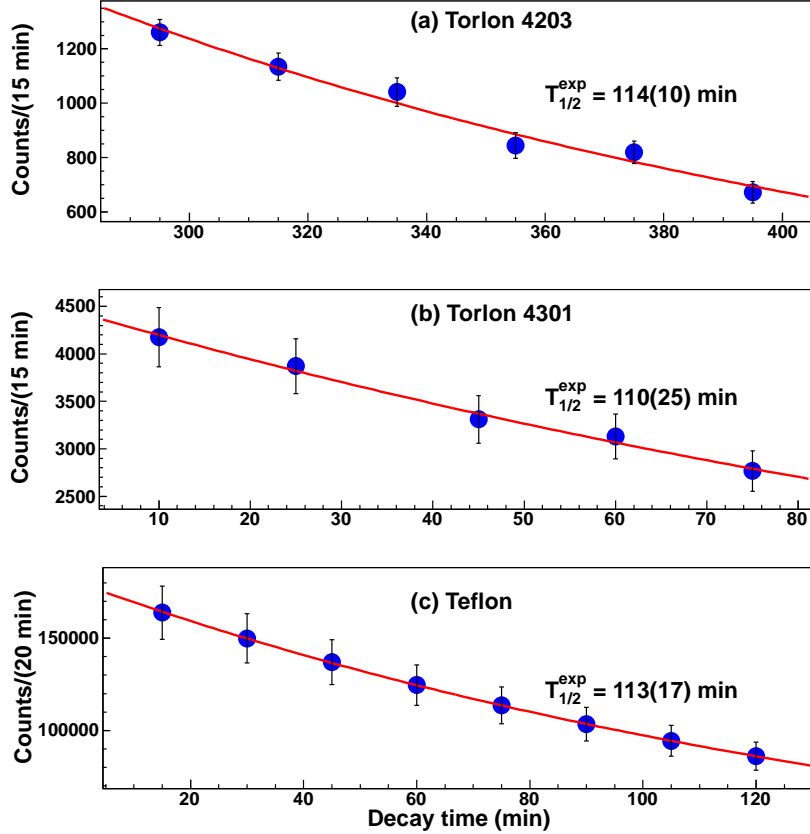 (a) Torlon 4203
T1/2exp = 114(10) min
Counts/(15 min)
1200
1000
800
600
300 320 340 360 380 400
(b) Torlon 4301
T1/2exp = 110(25) min
Counts/(15 min)
4500
4000
3500
3000
2500
10 20 30 40 50 60 70 80
(c) Teflon
T1/2exp = 113(17) min
Counts/(20 min)
150000
100000
20 40 60 80 100 120
Decay time (min)